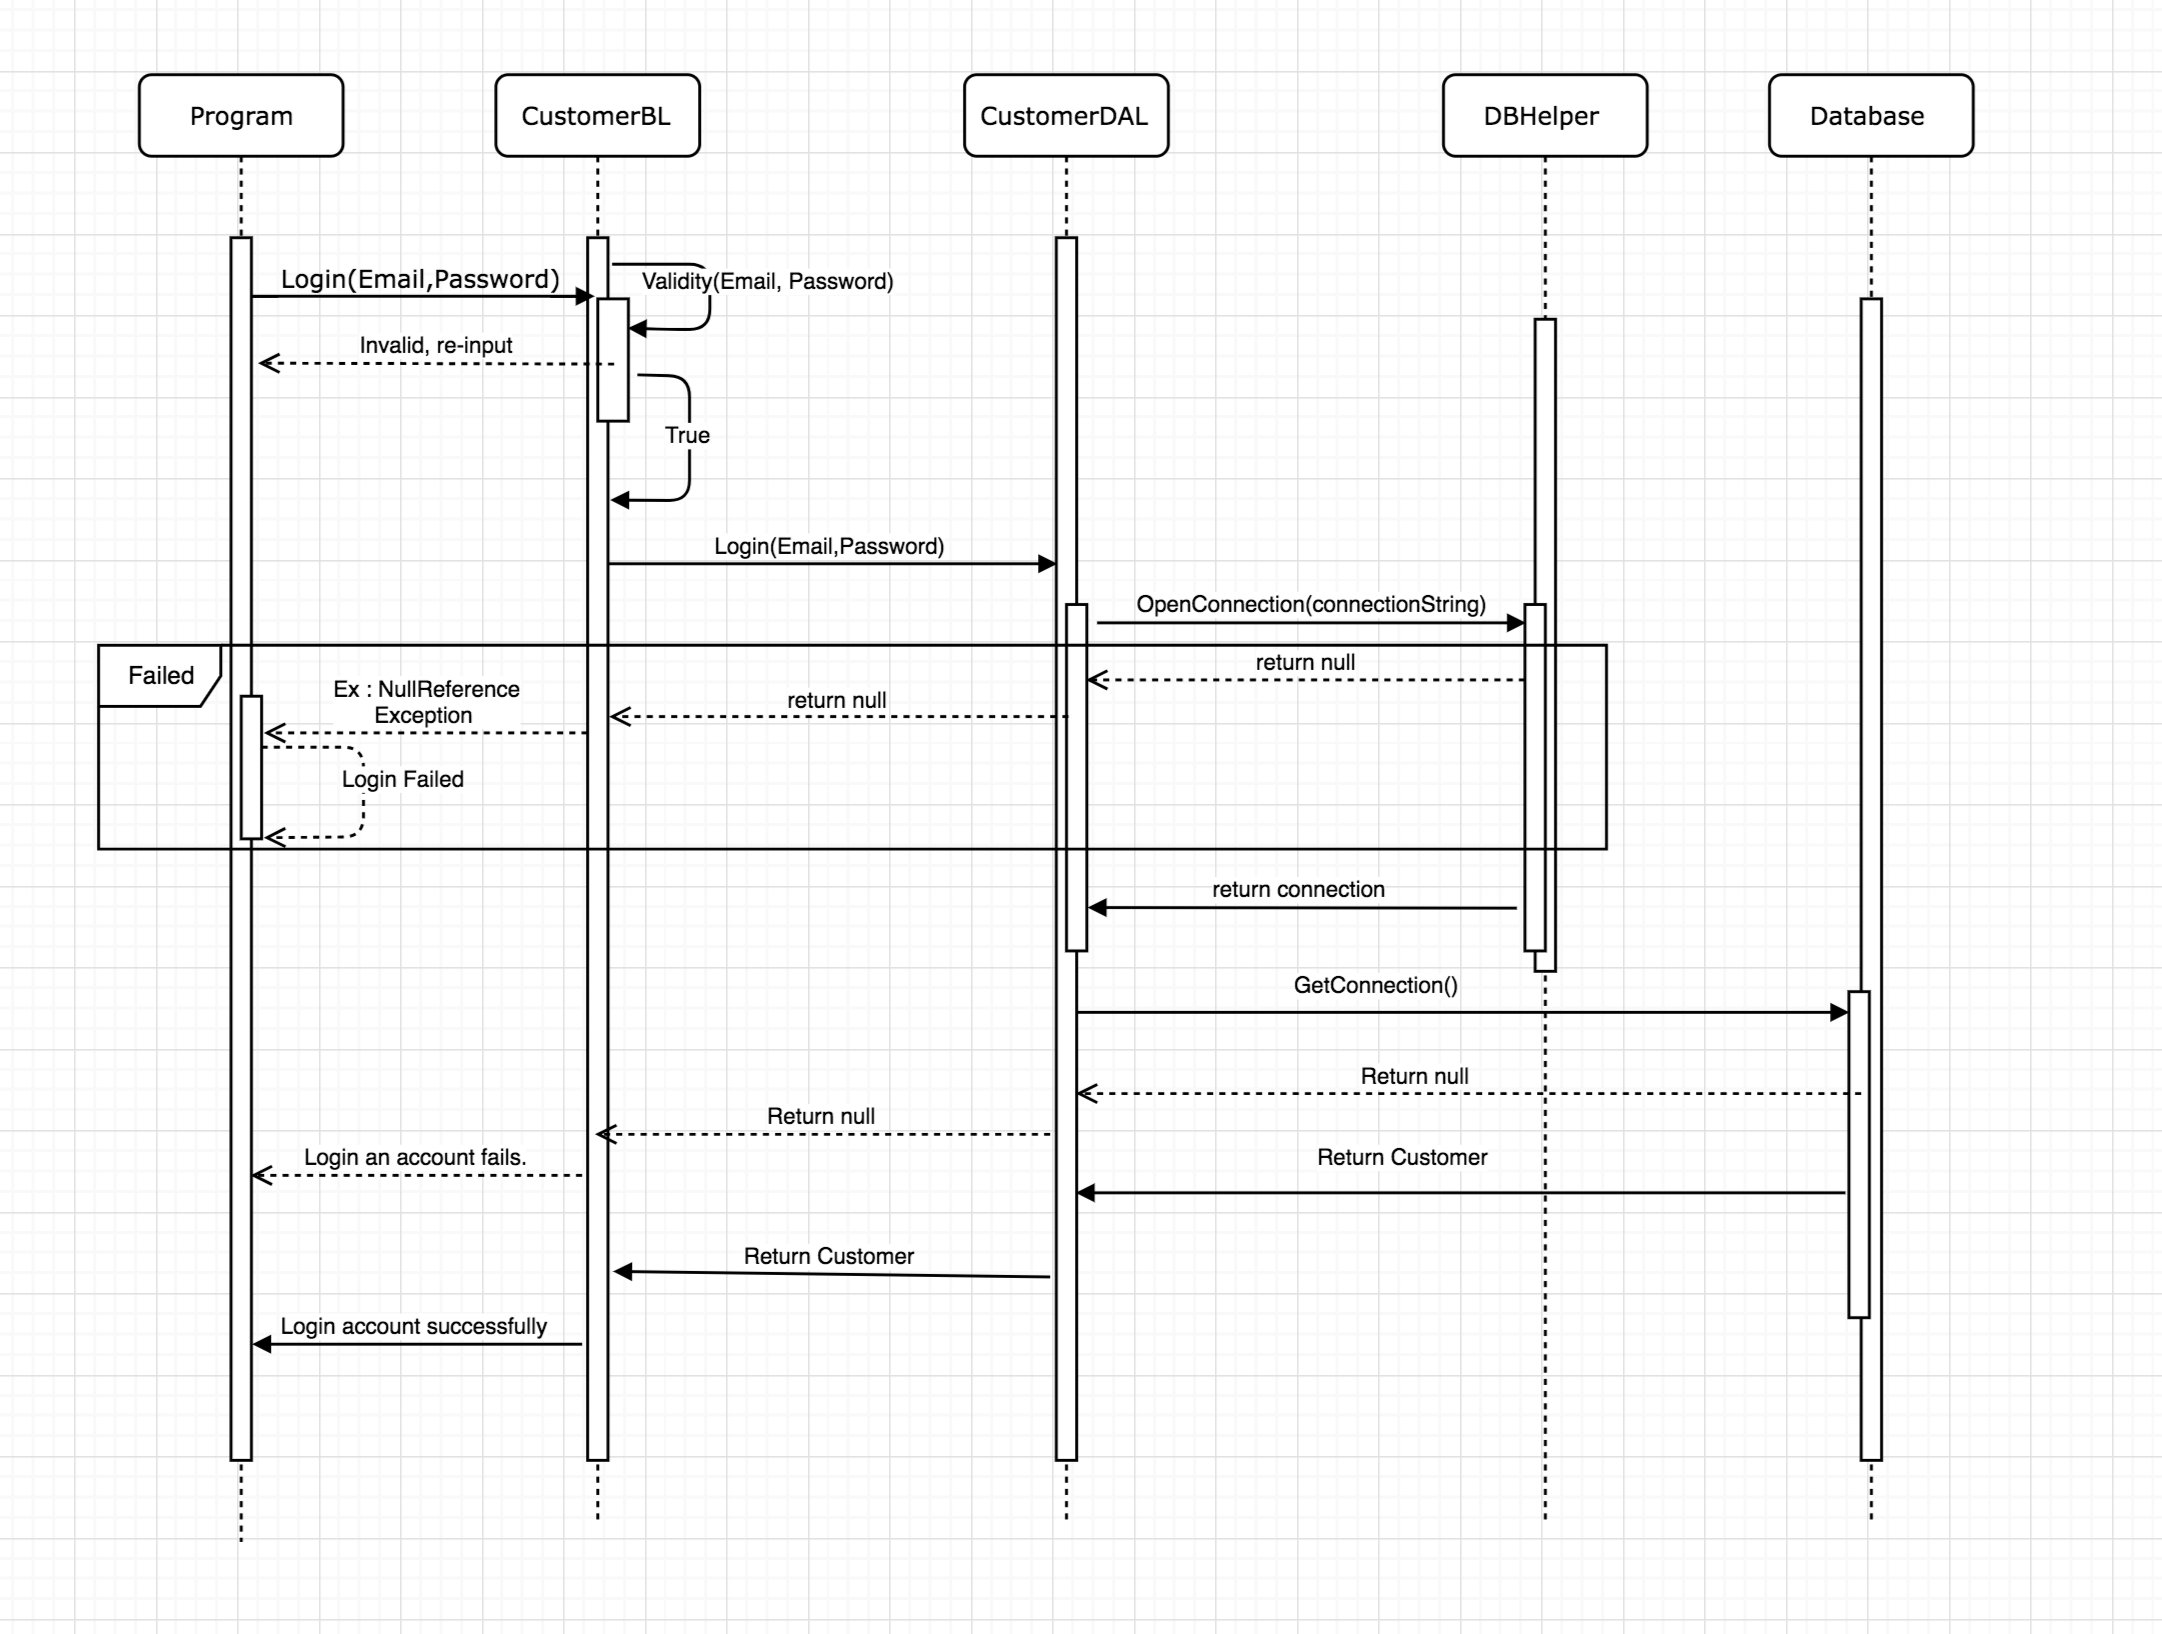 Program
CustomerBL
CustomerDAL
DBHelper
Database
Login(Email,Password)
Validity(Email, Password)
Invalid, re-input
True
Login(Email,Password)
OpenConnection(connectionString)
Failed
return null
Ex : NullReference
Exception
return null
Login Failed
return connection
GetConnection()
Return null
Return null
Login an account fails.
Return Customer
Return Customer
Login account successfully